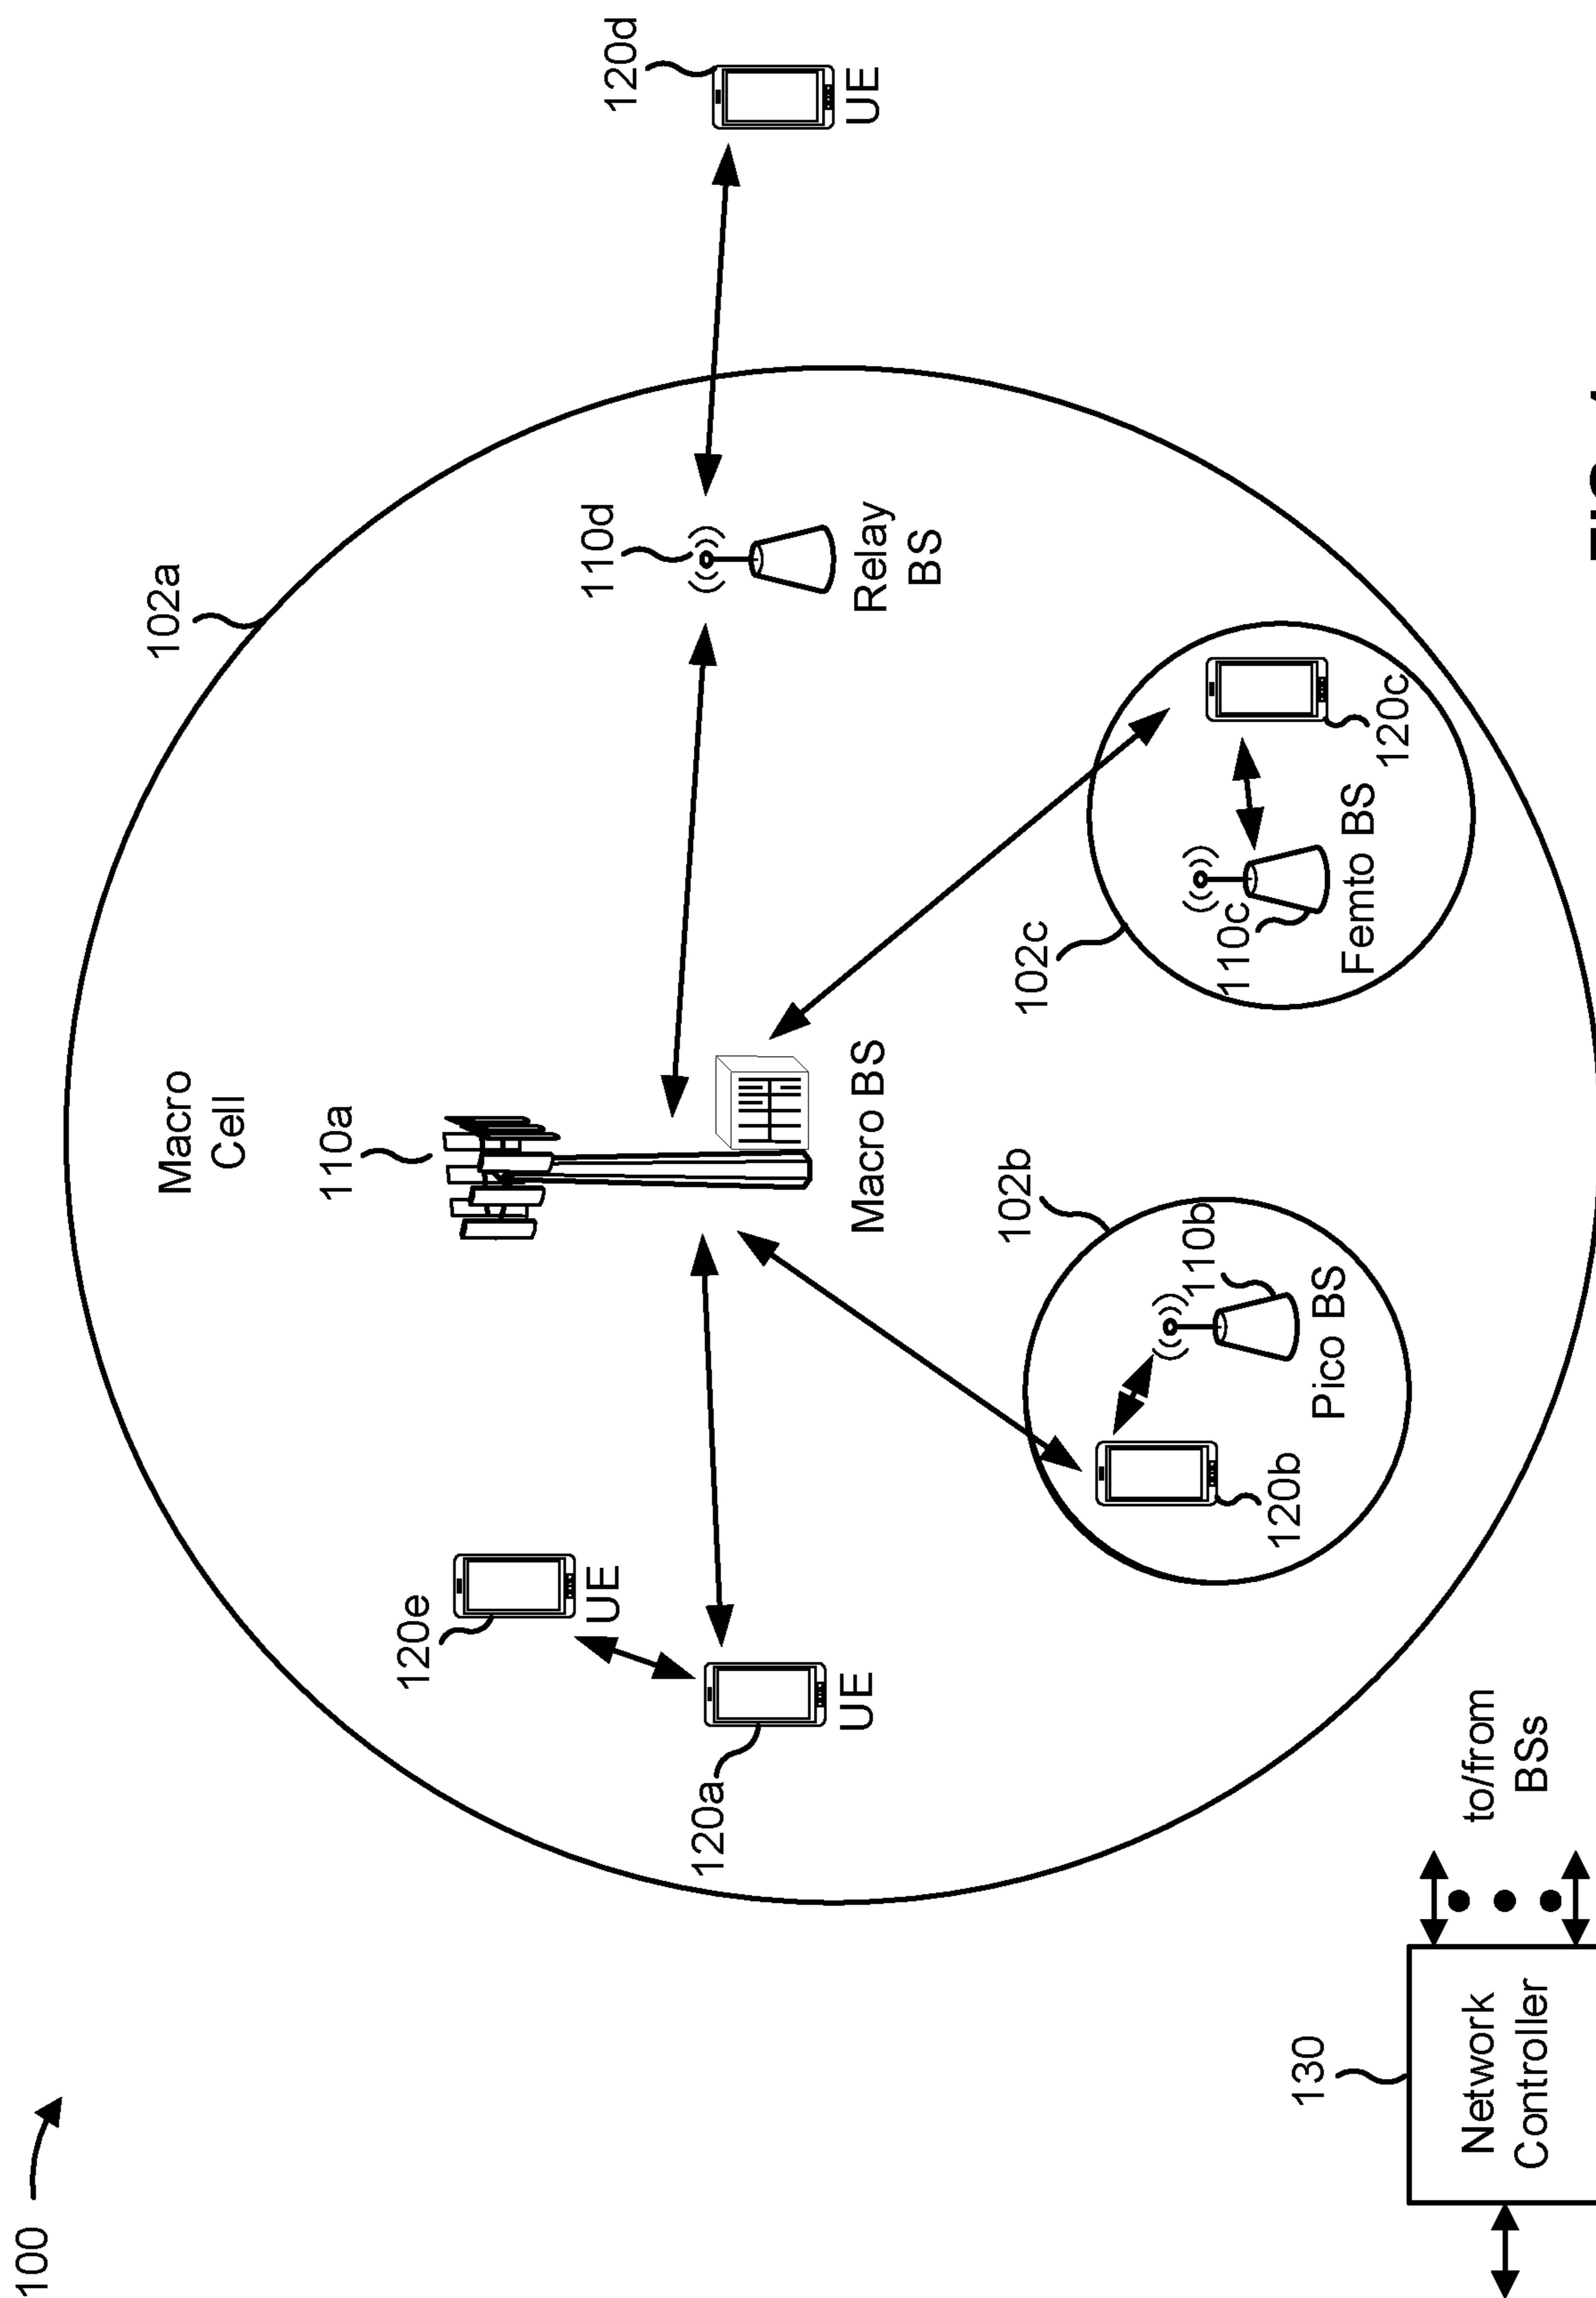 100
102a
Macro
Cell
110a
120d
UE
110d
Relay
BS
120e
UE
120a
UE
Macro BS
102b
110b
Pico BS
120b
102c
110c
Femto BS
120c
130
Network
Controller
to/from
BSs